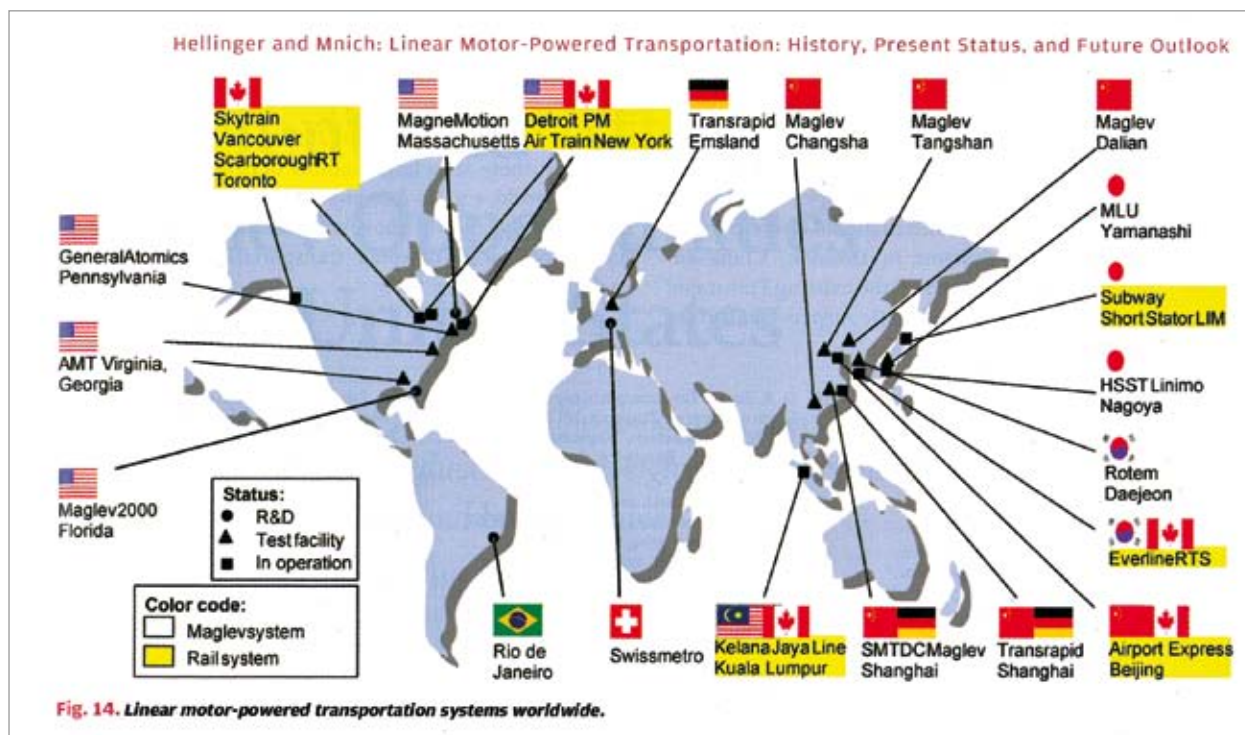 Hellinger and Mnich: Linear Motor-Powered Transportation: History, Present Status, and Future Outlook
Skytrain
Vancouver
ScarboroughRT
Toronto
MagneMotion
Massachusetts
Detroit PM
Air Train New York
Transrapid
Emsland
Maglev
Changsha
Maglev
Tangshan
Maglev
Dalian
MLU
Yamanashi
GeneralAtomics
Pennsylvania
Subway
Short Stator LIM
AMT Virginia,
Georgia
HSST Linimo
Nagoya
Rotem
Daejeon
Maglev2000
Florida
Status:
R&D
Test facility
In operation
EverlineRTS
Color code:
Maglevsystem
Railsystem
Rio de
Janeiro
Swissmetro
KelanaJayaLine
Kuala Lumpur
SMTDCMaglev
Shanghai
Transrapid
Shanghai
Airport Express
Beijing
Fig. 14. Linear motor-powered transportation systems worldwide.